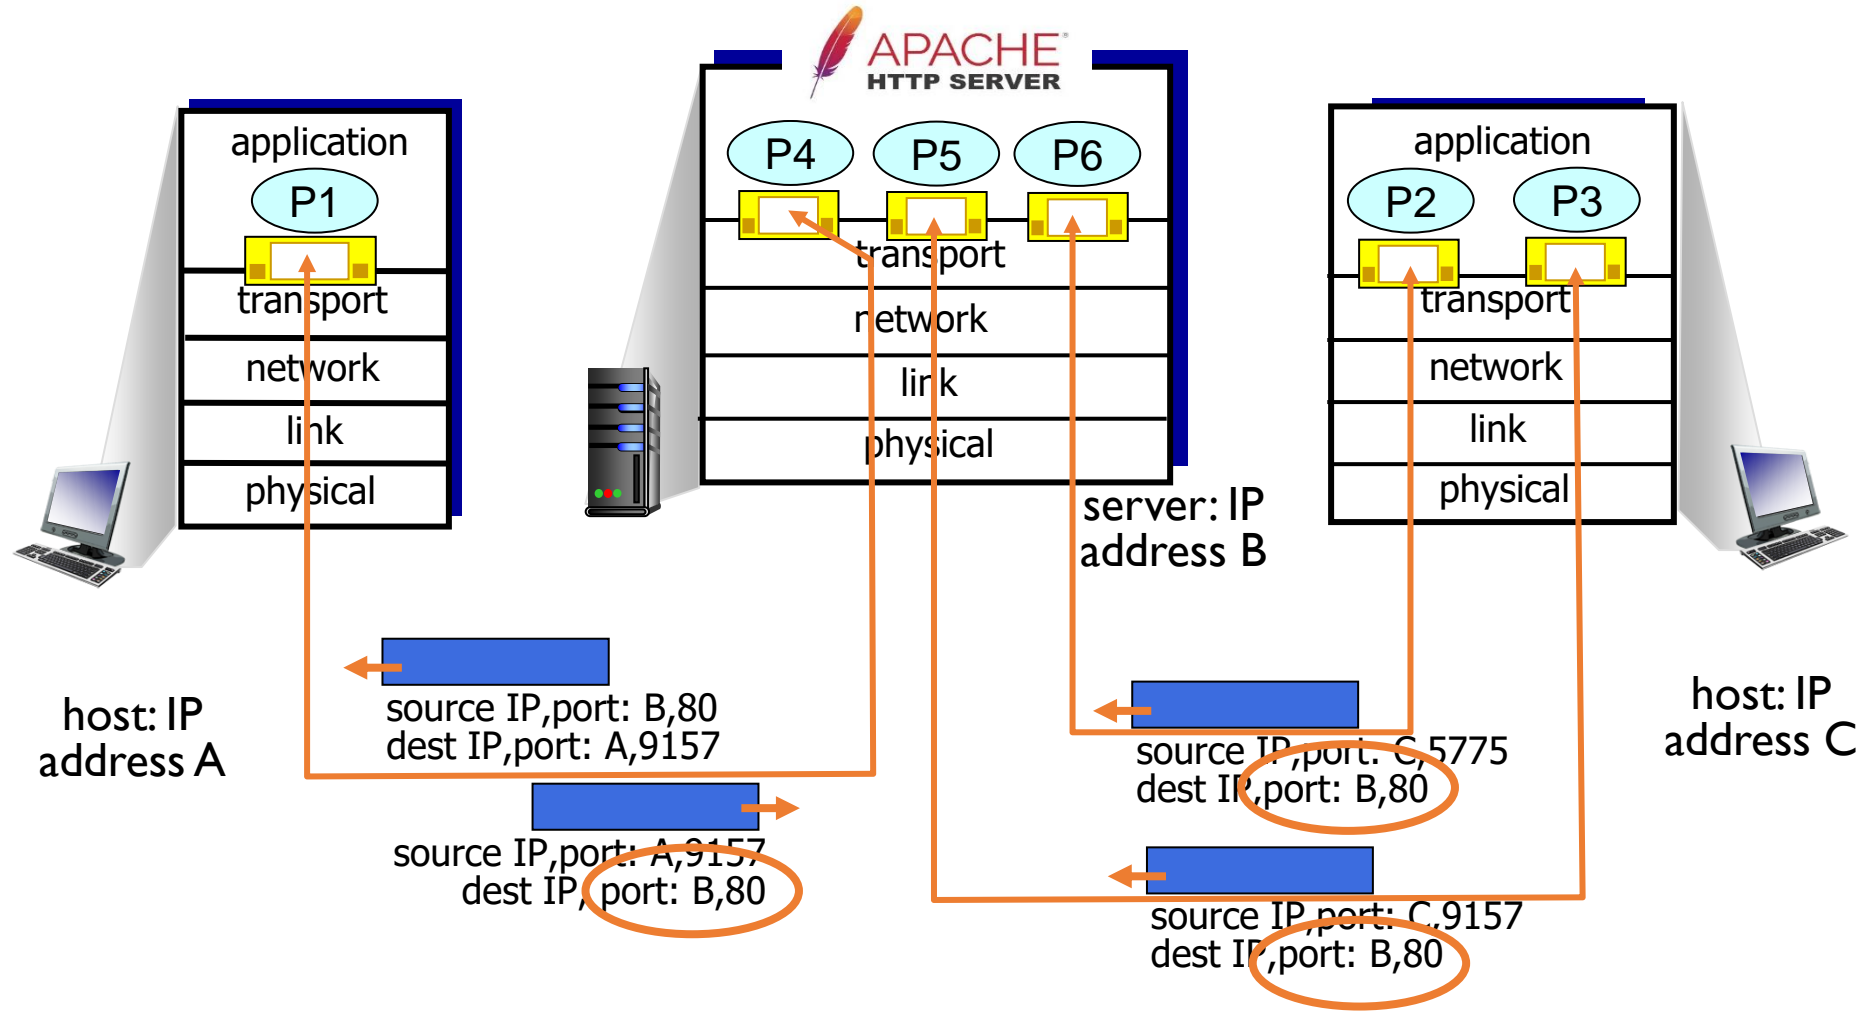 APACHE
HTTP SERVER
application
P1
transport
network
link
physical
P4
P5
P6
transport
network
link
physical
application
P2
P3
transport
network
link
physical
server: IP
address B
host: IP
address A
source IP,port: B,80
dest IP,port: A,9157
source IP,port: A,9157
dest IP, port: B,80
source IP,port: C,5775
dest IP,port: B,80
source IP,port: C,9157
dest IP,port: B,80
host: IP
address C